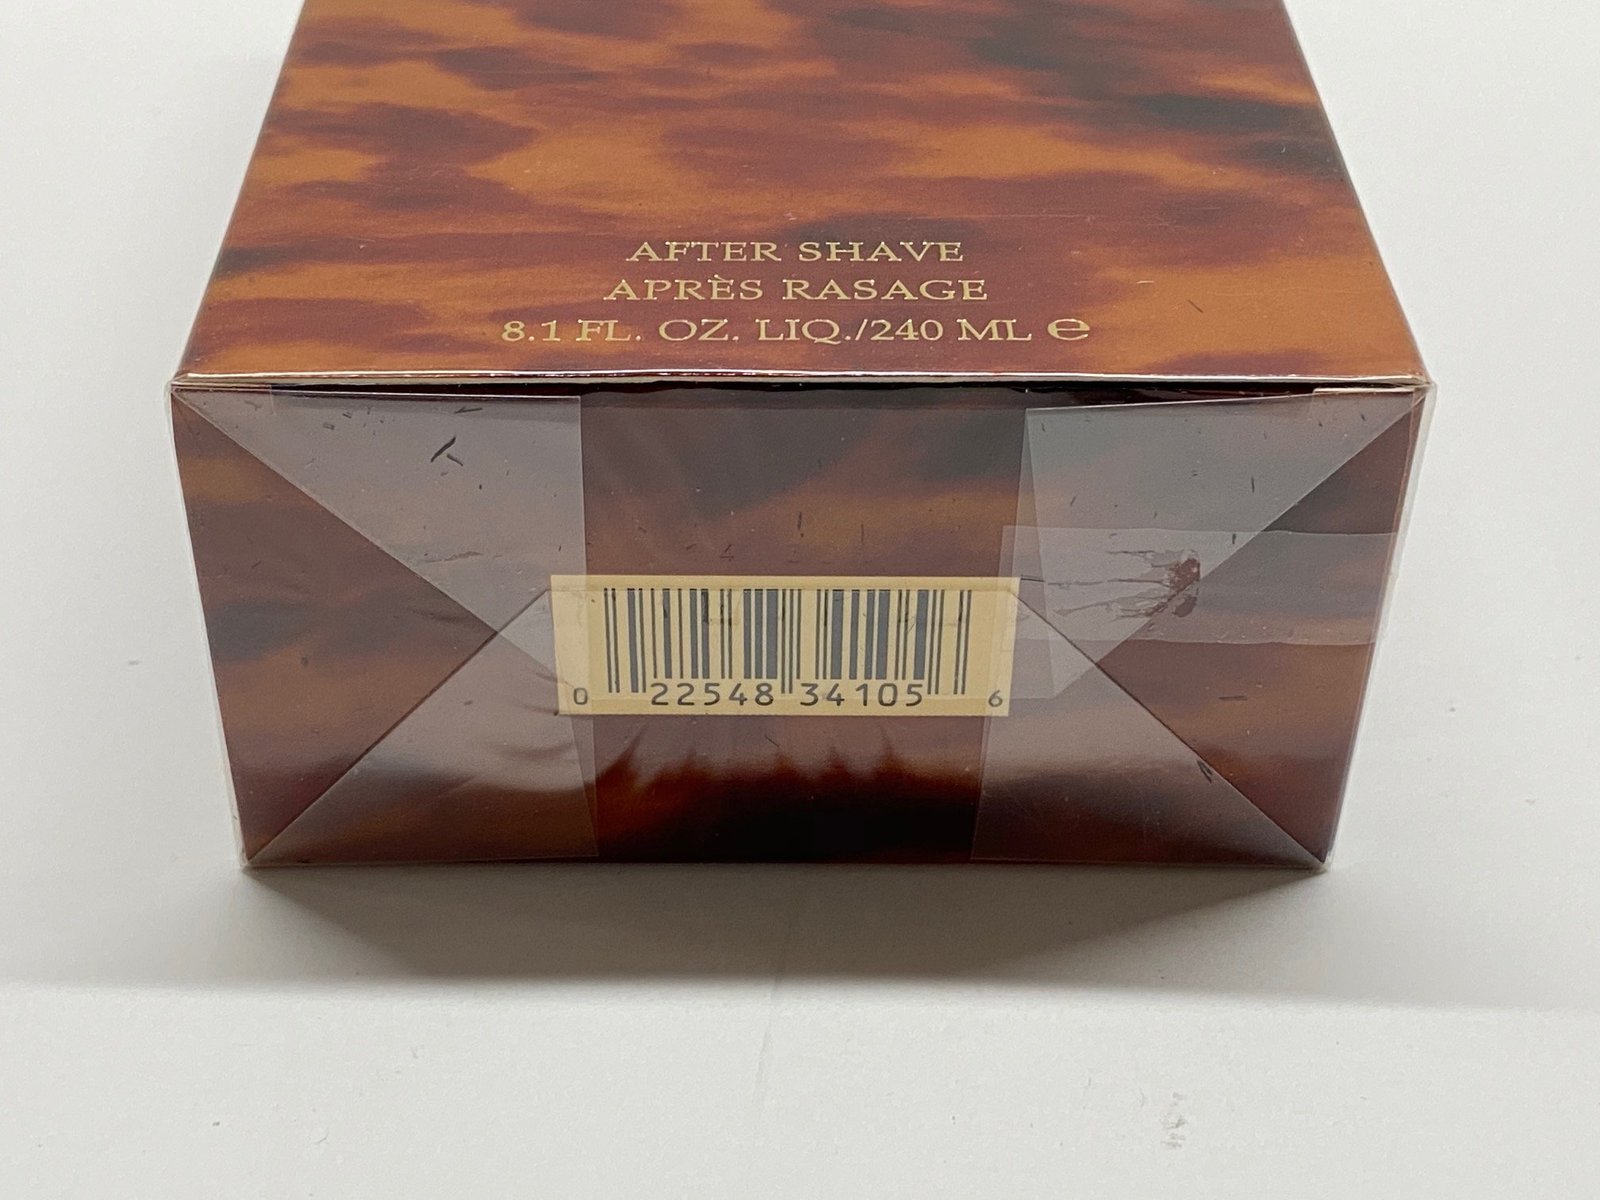 AFTER SHAVE
APRÈS RASAGE
8.1 FL. OZ. LIQ./240 ML ℮
0 22548 34105 6